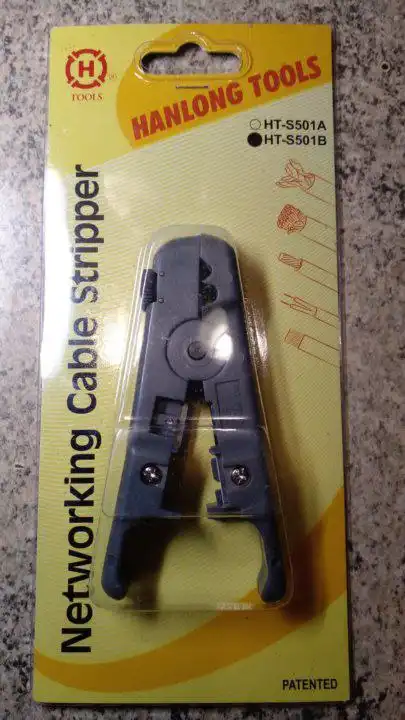 H
®
TOOLS
HANLONG TOOLS
HT-S501A
HT-S501B
Networking Cable Stripper
PATENTED